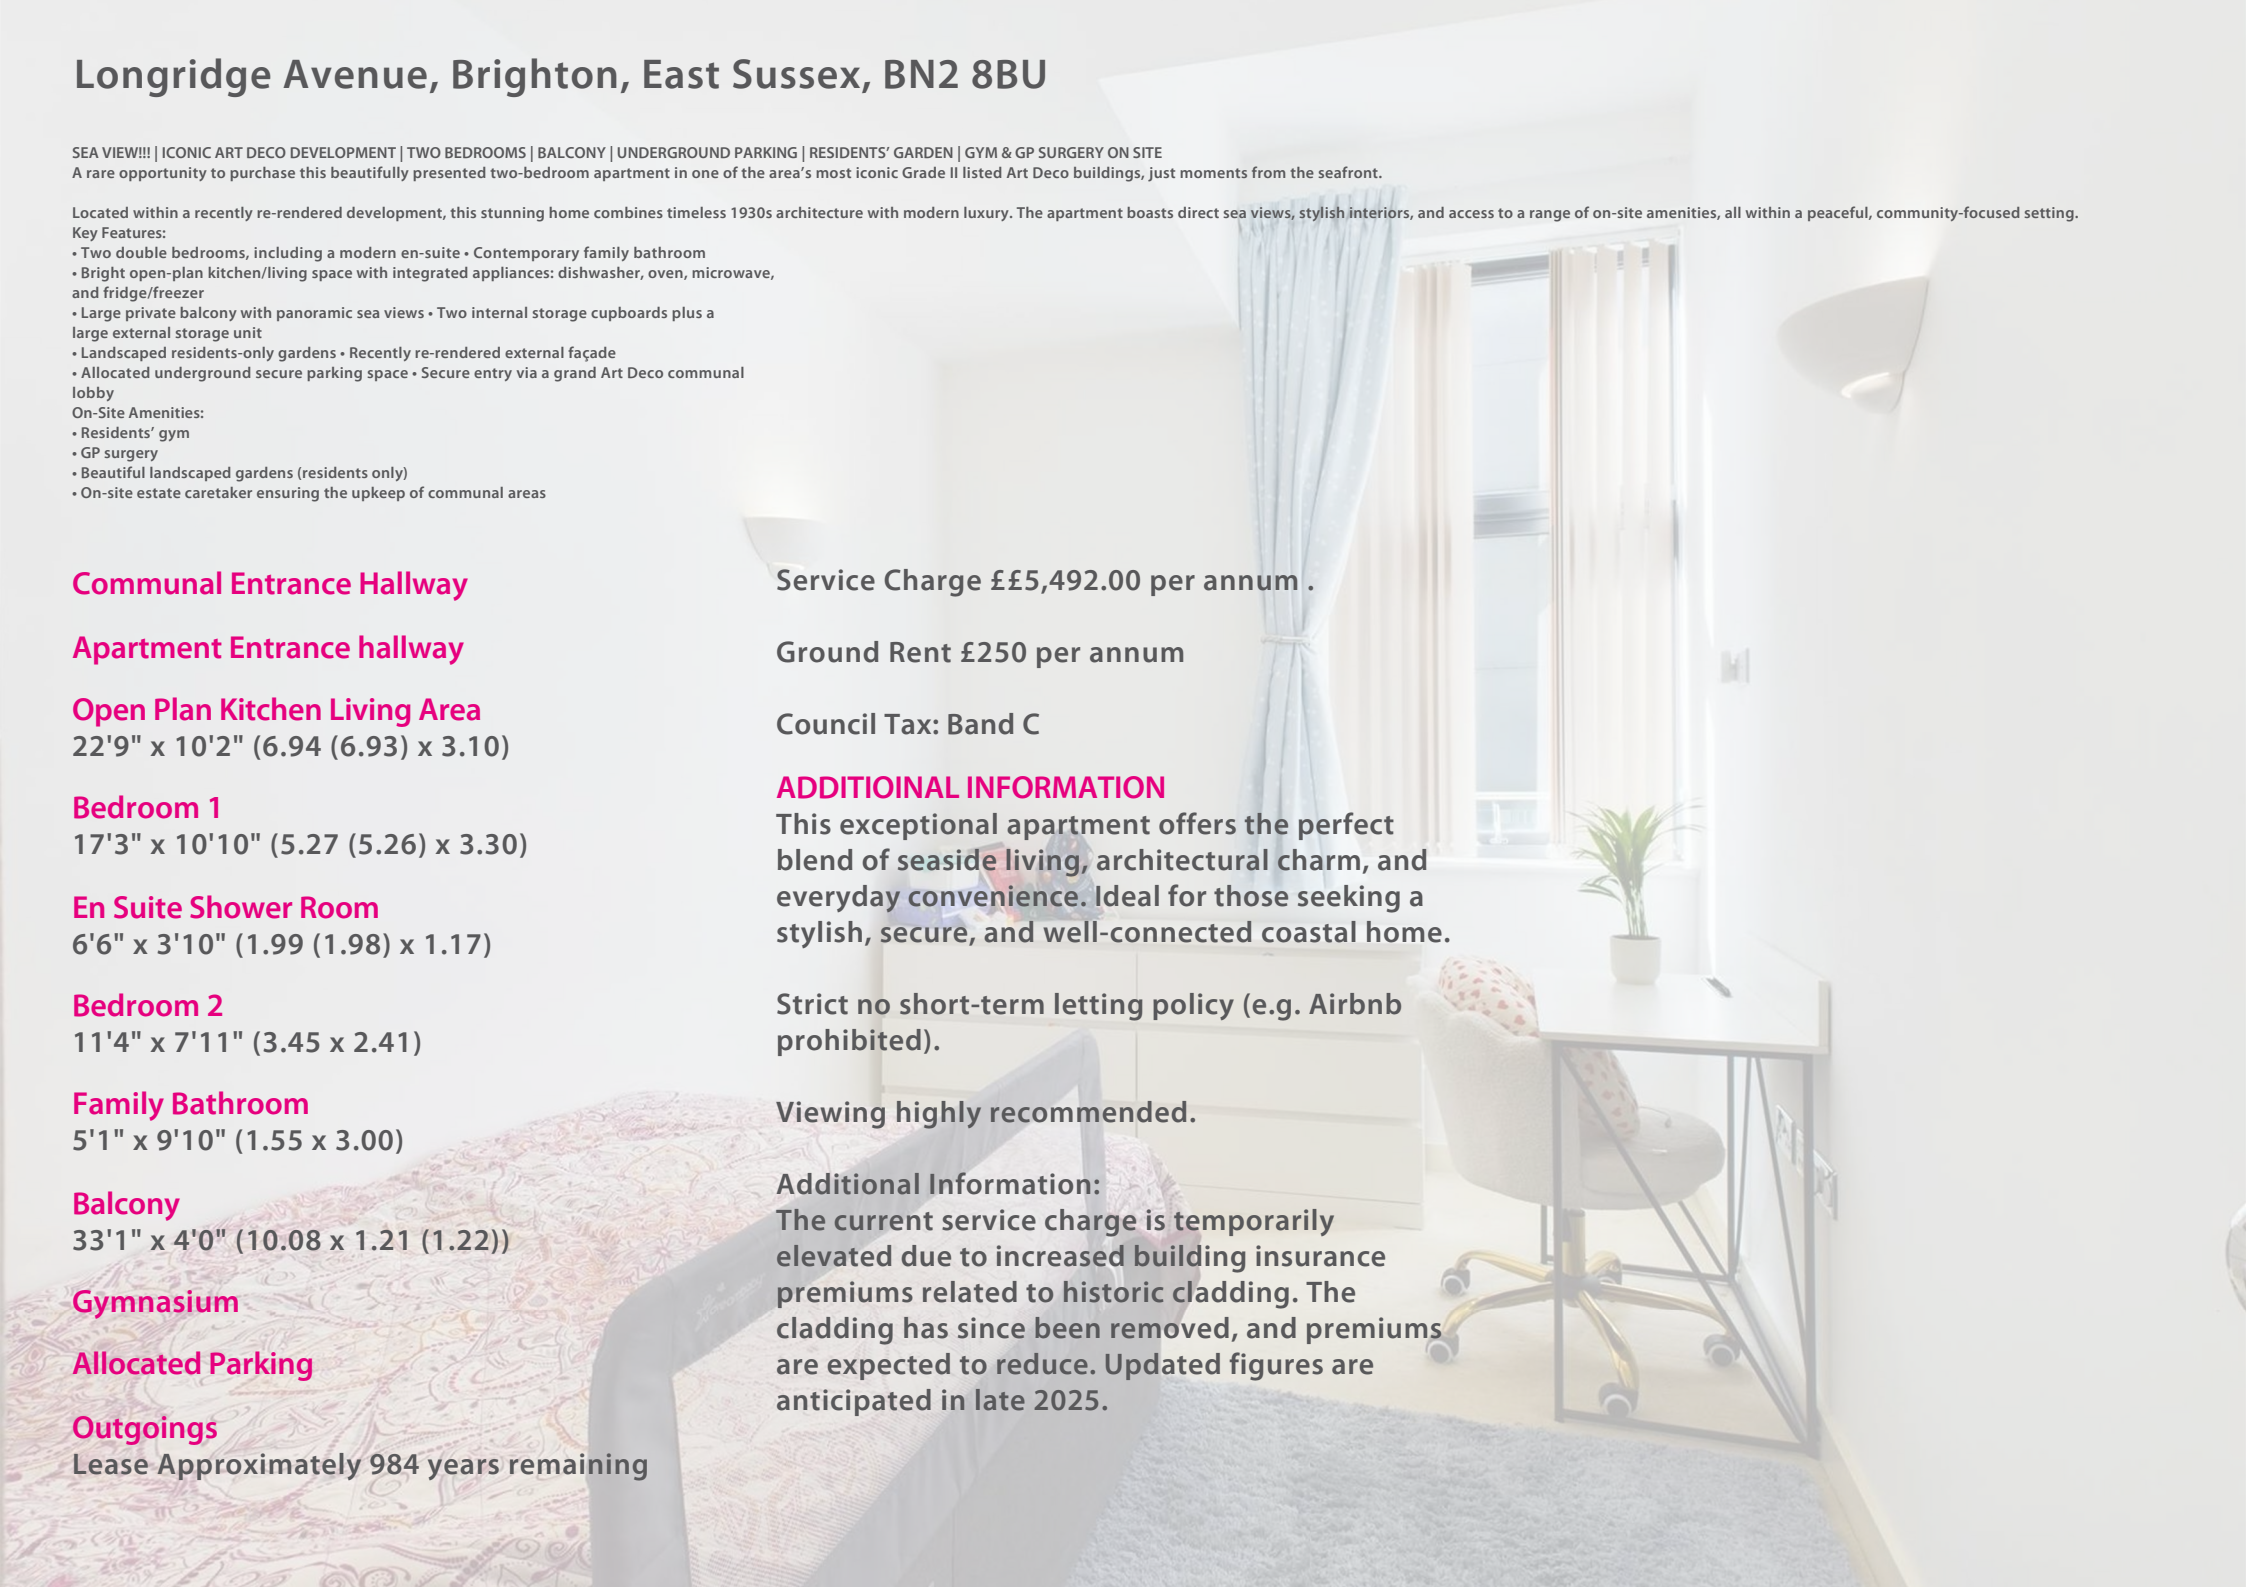 Longridge Avenue, Brighton, East Sussex, BN2 8BU
SEA VIEW!!! | ICONIC ART DECO DEVELOPMENT | TWO BEDROOMS | BALCONY | UNDERGROUND PARKING | RESIDENTS’ GARDEN | GYM & GP SURGERY ON SITE
A rare opportunity to purchase this beautifully presented two-bedroom apartment in one of the area’s most iconic Grade II listed Art Deco buildings, just moments from the seafront.
Located within a recently re-rendered development, this stunning home combines timeless 1930s architecture with modern luxury. The apartment boasts direct sea views, stylish interiors, and access to a range of on-site amenities, all within a peaceful, community-focused setting.
Key Features:
• Two double bedrooms, including a modern en-suite • Contemporary family bathroom
• Bright open-plan kitchen/living space with integrated appliances: dishwasher, oven, microwave,
and fridge/freezer
• Large private balcony with panoramic sea views • Two internal storage cupboards plus a
large external storage unit
• Landscaped residents-only gardens • Recently re-rendered external façade
• Allocated underground secure parking space • Secure entry via a grand Art Deco communal
lobby
On-Site Amenities:
• Residents’ gym
• GP surgery
• Beautiful landscaped gardens (residents only)
• On-site estate caretaker ensuring the upkeep of communal areas
Communal Entrance Hallway
Apartment Entrance hallway
Open Plan Kitchen Living Area
22'9" x 10'2" (6.94 (6.93) x 3.10)
Bedroom 1
17'3" x 10'10" (5.27 (5.26) x 3.30)
En Suite Shower Room
6'6" x 3'10" (1.99 (1.98) x 1.17)
Bedroom 2
11'4" x 7'11" (3.45 x 2.41)
Family Bathroom
5'1" x 9'10" (1.55 x 3.00)
Balcony
33'1" x 4'0" (10.08 x 1.21 (1.22))
Gymnasium
Allocated Parking
Outgoings
Lease Approximately 984 years remaining
Service Charge ££5,492.00 per annum .
Ground Rent £250 per annum
Council Tax: Band C
ADDITIOINAL INFORMATION
This exceptional apartment offers the perfect
blend of seaside living, architectural charm, and
everyday convenience. Ideal for those seeking a
stylish, secure, and well-connected coastal home.
Strict no short-term letting policy (e.g. Airbnb
prohibited).
Viewing highly recommended.
Additional Information:
The current service charge is temporarily
elevated due to increased building insurance
premiums related to historic cladding. The
cladding has since been removed, and premiums
are expected to reduce. Updated figures are
anticipated in late 2025.